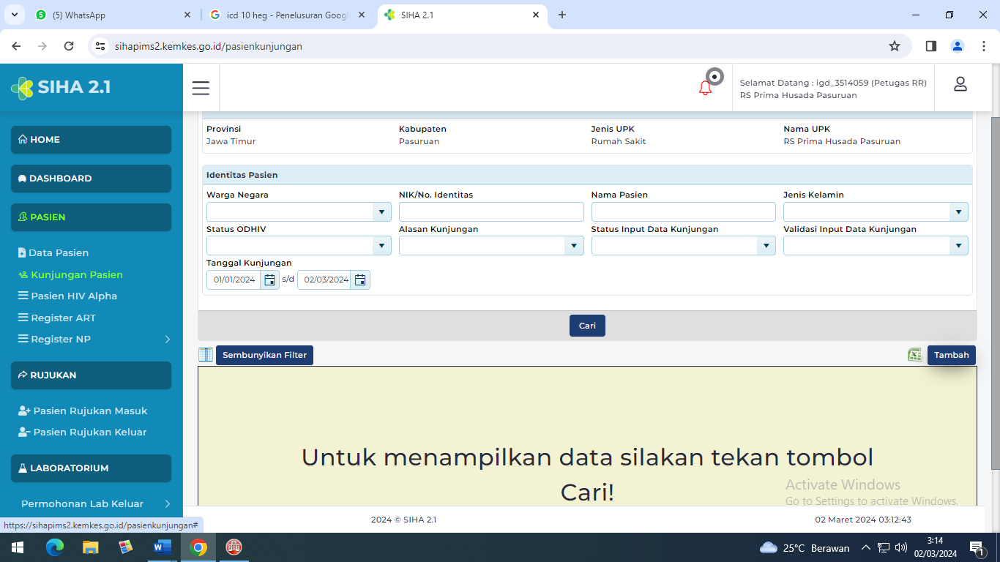 (5) WhatsApp
icd 10 heg - Penelusuran Googl
SIHA 2.1
sihapims2.kemkes.go.id/pasienkunjungan
SIHA 2.1
Selamat Datang : igd_3514059 (Petugas RR)
RS Prima Husada Pasuruan
HOME
DASHBOARD
PASIEN
Data Pasien
Kunjungan Pasien
Pasien HIV Alpha
Register ART
Register NP
RUJUKAN
Pasien Rujukan Masuk
Pasien Rujukan Keluar
LABORATORIUM
Permohonan Lab Keluar
Provinsi Kabupaten Jenis UPK Nama UPK
Jawa Timur Pasuruan Rumah Sakit RS Prima Husada Pasuruan
Identitas Pasien
Warga Negara NIK/No. Identitas Nama Pasien Jenis Kelamin
Status ODHIV Alasan Kunjungan Status Input Data Kunjungan Validasi Input Data Kunjungan
Tanggal Kunjungan
01/01/2024 s/d 02/03/2024
Cari
Sembunyikan Filter Tambah
Untuk menampilkan data silakan tekan tombol
Cari!
Activate Windows
Go to Settings to activate Windows.
https://sihapims2.kemkes.go.id/pasienkunjungan#
2024 © SIHA 2.1 02 Maret 2024 03:12:43
25°C Berawan
3:14
02/03/2024
1